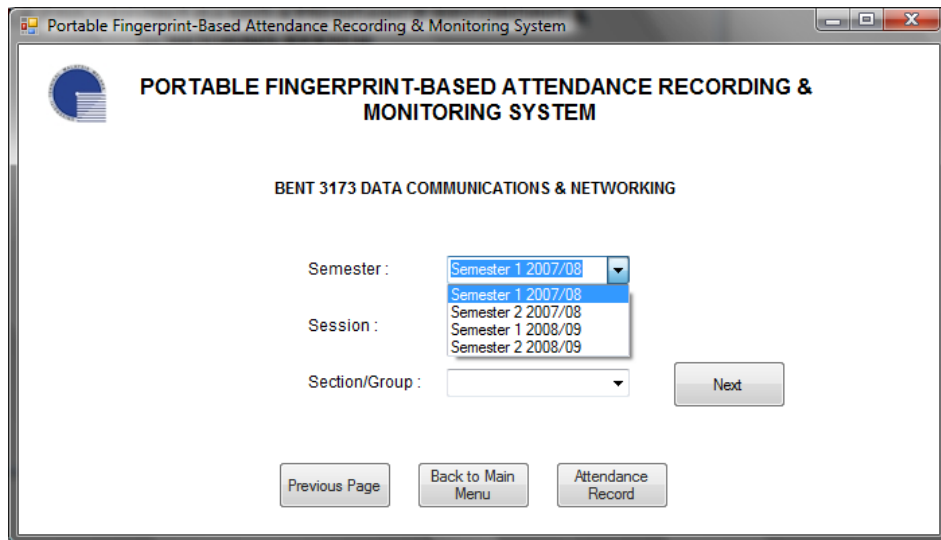 Portable Fingerprint-Based Attendance Recording & Monitoring System
PORTABLE FINGERPRINT-BASED ATTENDANCE RECORDING &
MONITORING SYSTEM
BENT 3173 DATA COMMUNICATIONS & NETWORKING
Semester : Semester 1 2007/08
Semester 1 2007/08
Semester 2 2007/08
Session :
Semester 1 2008/09
Semester 2 2008/09
Section/Group :
Next
Previous Page
Back to Main
Menu
Attendance
Record